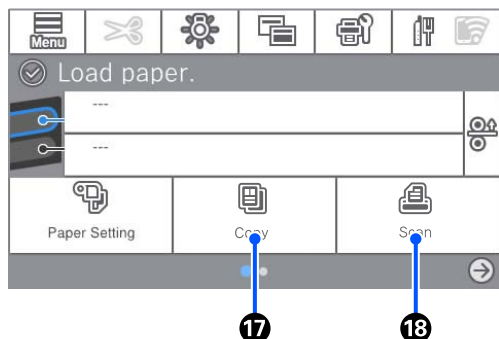 Menu
Load paper.
---
---
Paper Setting
Copy
Scan
17
18